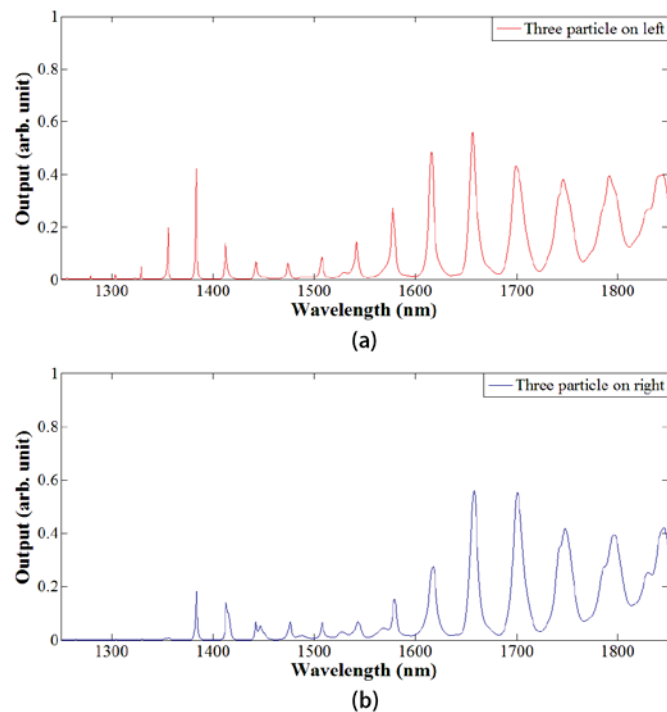 Three particle on left
1
0.8
0.6
0.4
0.2
0
Output (arb. unit)
1300 1400 1500 1600 1700 1800
Wavelength (nm)
(a)
Three particle on right
1
0.8
0.6
0.4
0.2
0
Output (arb. unit)
1300 1400 1500 1600 1700 1800
Wavelength (nm)
(b)